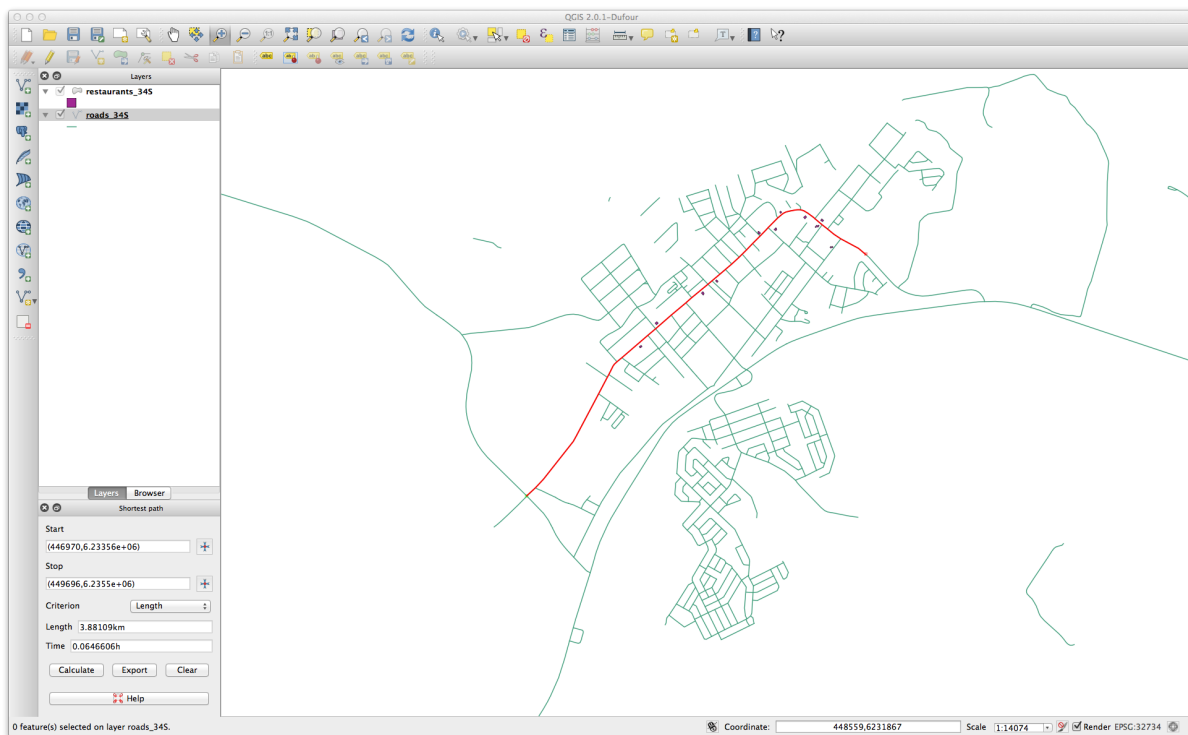 QGIS 2.0.1-Dufour
Layers
restaurants_34S
roads_34S
Layers Browser
Shortest path
Start
(446970,6.23356e+06)
Stop
(449696,6.2355e+06)
Criterion Length
Length 3.88109km
Time 0.0646606h
Calculate Export Clear
Help
0 feature(s) selected on layer roads_34S. Coordinate: 448559,6231867 Scale 1:14074 Render EPSG:32734